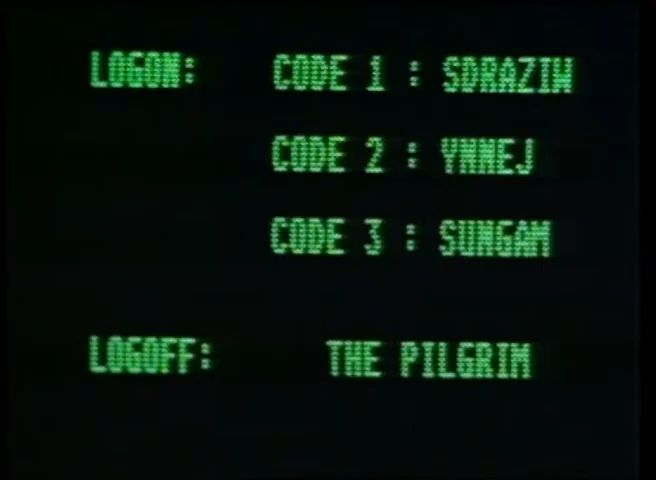 LOGON: CODE 1 : SDRAZIW
CODE 2 : YNNEJ
CODE 3 : SUNGAM
LOGOFF: THE PILGRIM